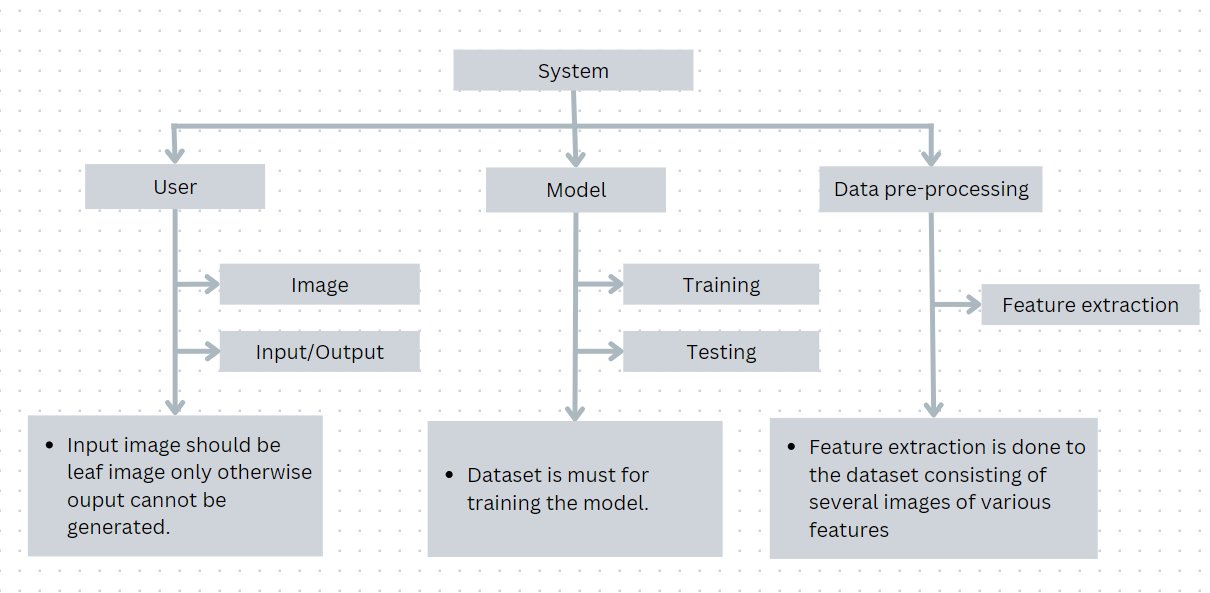 System
User
Model
Data pre-processing
Image
Training
Feature extraction
Input/Output
Testing
• Input image should be
leaf image only otherwise
ouput cannot be
generated.
• Dataset is must for
training the model.
• Feature extraction is done to
the dataset consisting of
several images of various
features